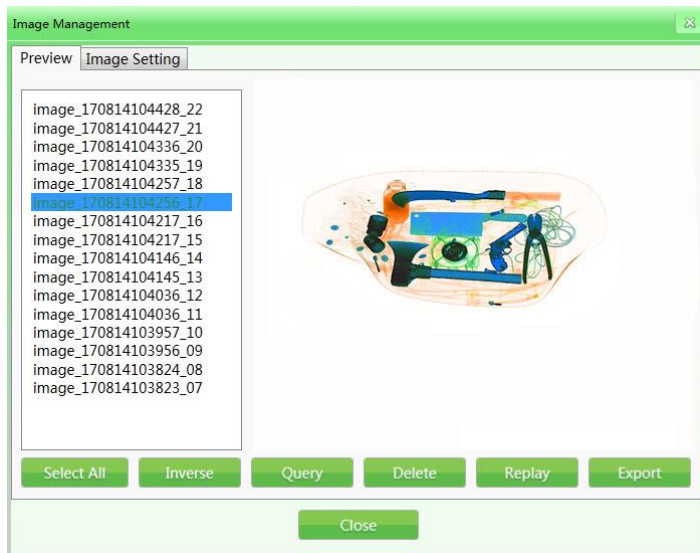 Image Management
Preview Image Setting
image_170814104428_22
image_170814104427_21
image_170814104336_20
image_170814104335_19
image_170814104257_18
image_170814104256_17
image_170814104217_16
image_170814104217_15
image_170814104146_14
image_170814104145_13
image_170814104036_12
image_170814104036_11
image_170814103957_10
image_170814103956_09
image_170814103824_08
image_170814103823_07
Select All Inverse Query Delete Replay Export
Close